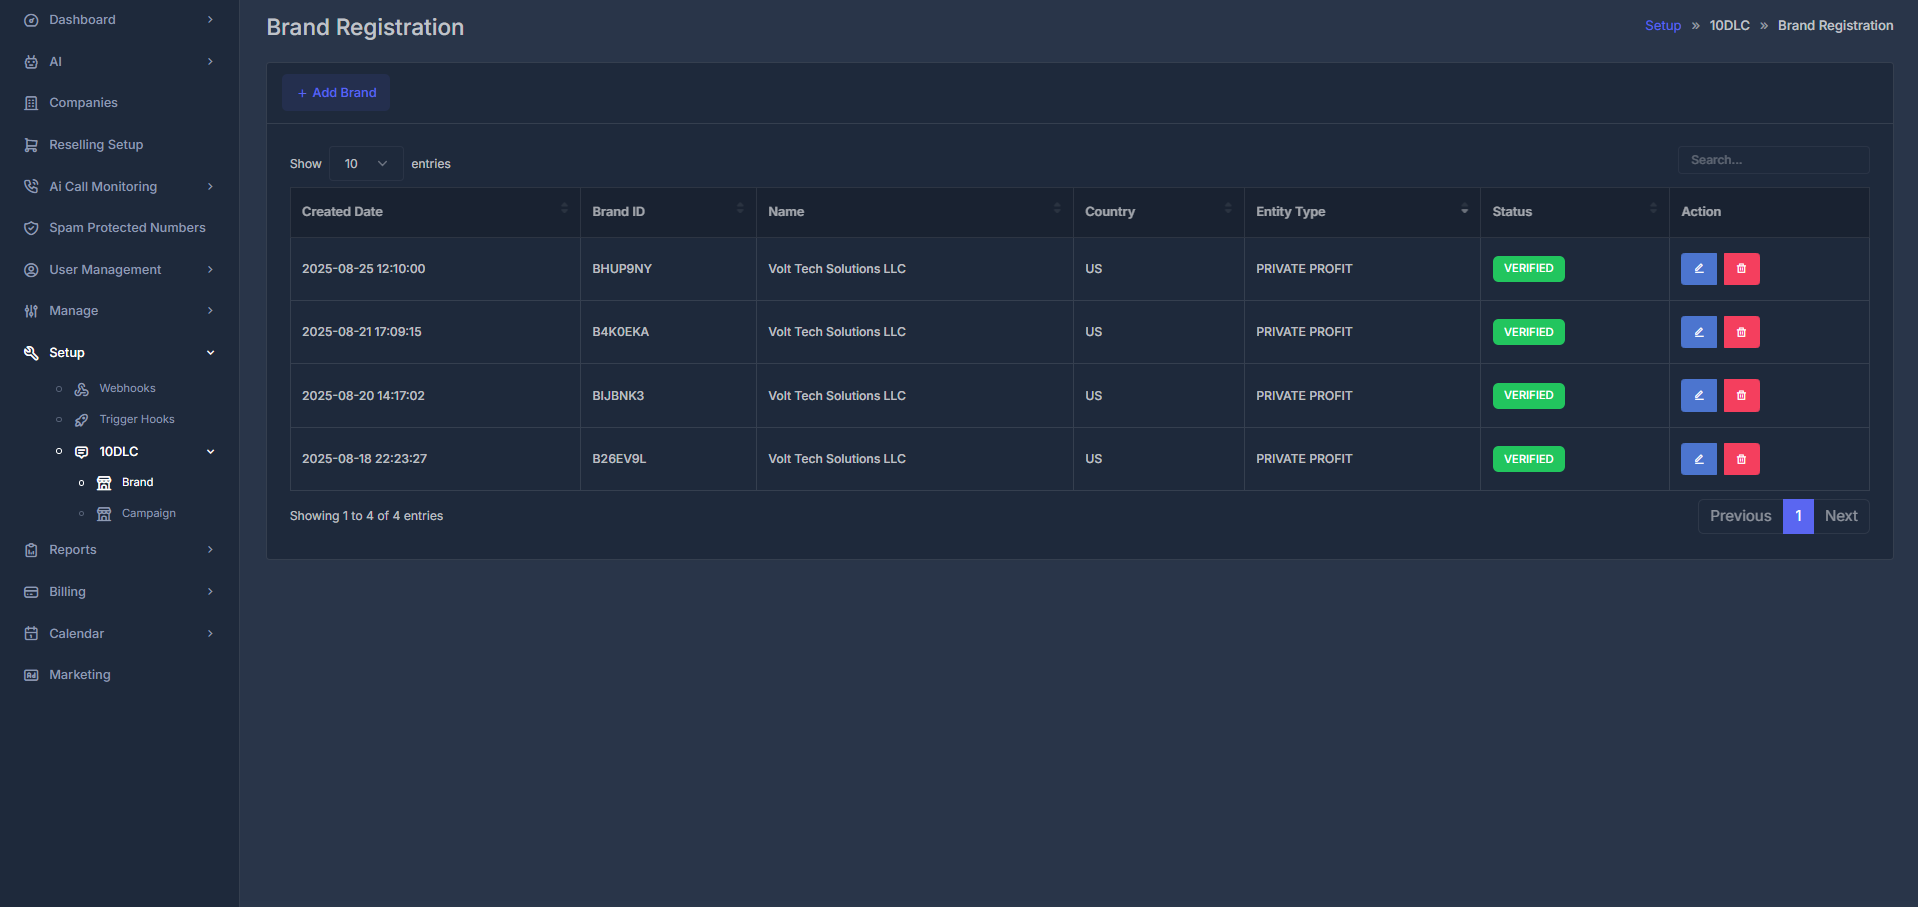 Dashboard
AI
Companies
Reselling Setup
Ai Call Monitoring
Spam Protected Numbers
User Management
Manage
Setup
Webhooks
Trigger Hooks
10DLC
Brand
Campaign
Reports
Billing
Calendar
Marketing
Brand Registration
Setup » 10DLC » Brand Registration
+ Add Brand
Show 10 entries
Search...
Created Date Brand ID Name Country Entity Type Status Action
2025-08-25 12:10:00 BHUP9NY Volt Tech Solutions LLC US PRIVATE PROFIT VERIFIED
2025-08-21 17:09:15 B4K0EKA Volt Tech Solutions LLC US PRIVATE PROFIT VERIFIED
2025-08-20 14:17:02 BIJBNK3 Volt Tech Solutions LLC US PRIVATE PROFIT VERIFIED
2025-08-18 22:23:27 B26EV9L Volt Tech Solutions LLC US PRIVATE PROFIT VERIFIED
Showing 1 to 4 of 4 entries
Previous 1 Next